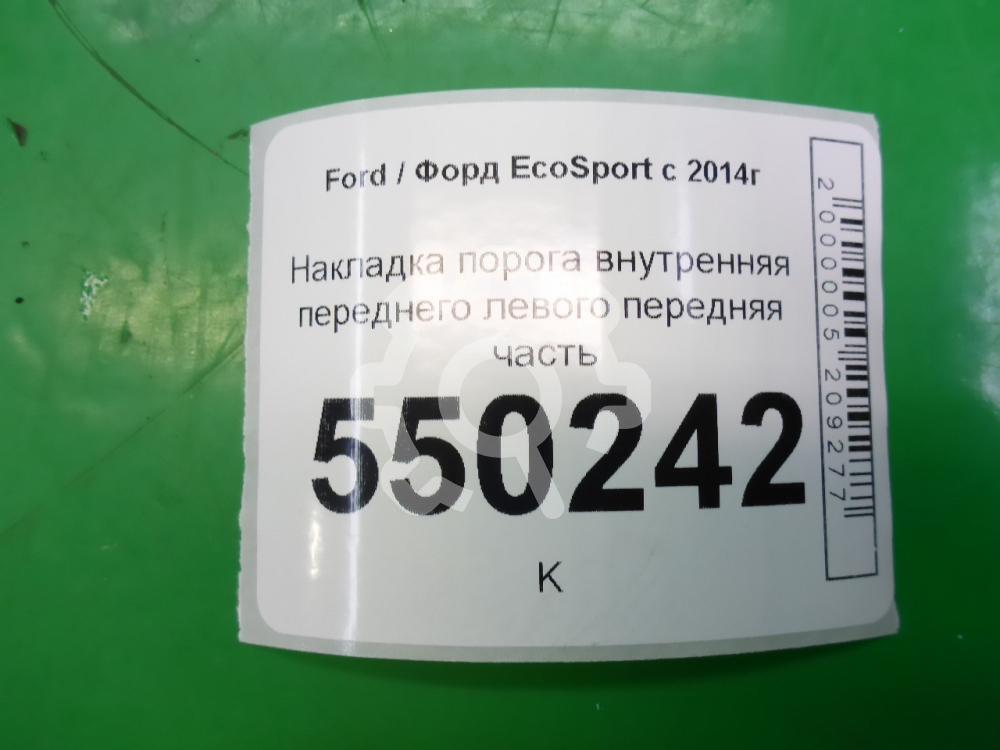 Ford / Форд EcoSport с 2014г
Накладка порога внутренняя
переднего левого передняя
часть
550242
К
2000005209277